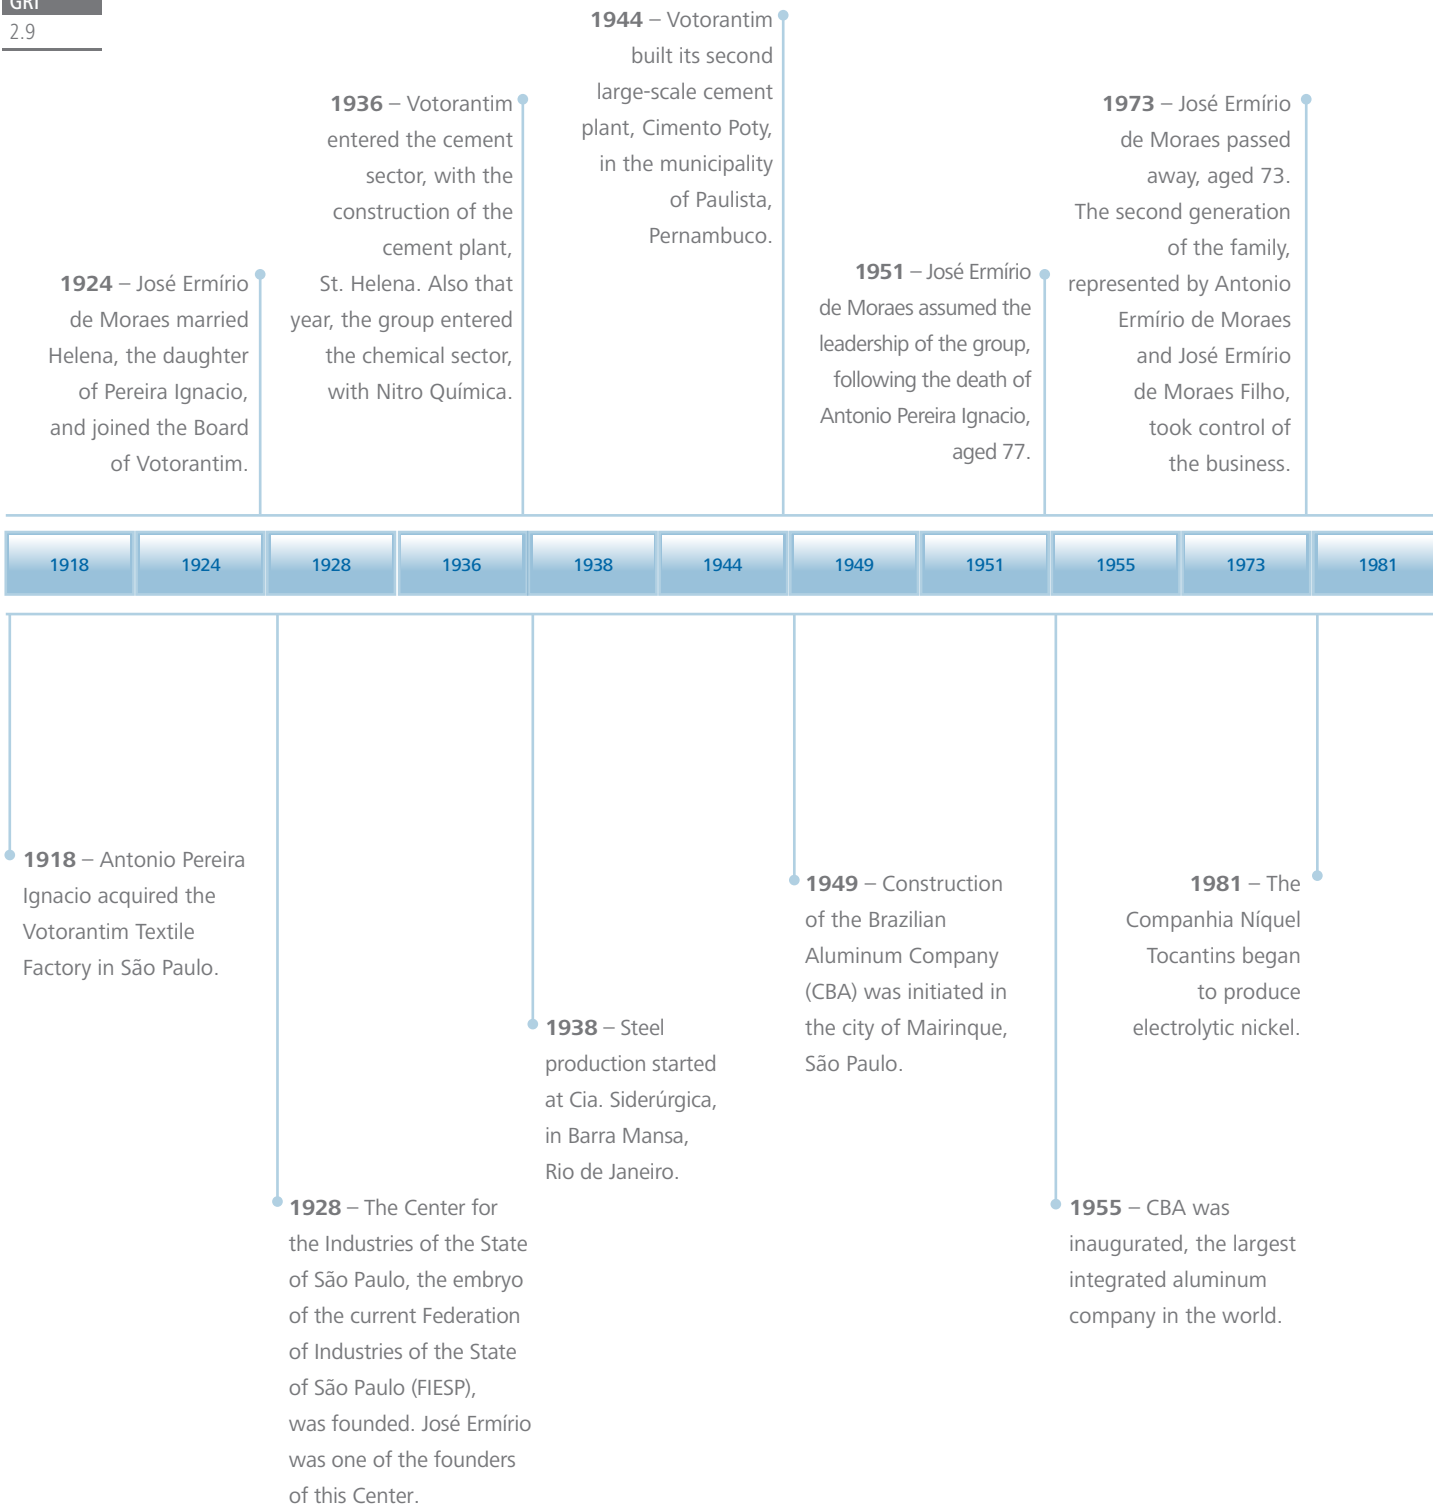 GRI
2.9
1944 – Votorantim
built its second
large-scale cement
plant, Cimento Poty,
in the municipality
of Paulista,
Pernambuco.
1936 – Votorantim
entered the cement
sector, with the
construction of the
cement plant,
St. Helena. Also that
year, the group entered
the chemical sector,
with Nitro Química.
1973 – José Ermírio
de Moraes passed
away, aged 73.
The second generation
of the family,
represented by Antonio
Ermírio de Moraes
and José Ermírio
de Moraes Filho,
took control of
the business.
1924 – José Ermírio
de Moraes married
Helena, the daughter
of Pereira Ignacio,
and joined the Board
of Votorantim.
1951 – José Ermírio
de Moraes assumed the
leadership of the group,
following the death of
Antonio Pereira Ignacio,
aged 77.
1918 1924 1928 1936 1938 1944 1949 1951 1955 1973 1981
1918 – Antonio Pereira
Ignacio acquired the
Votorantim Textile
Factory in São Paulo.
1949 – Construction
of the Brazilian
Aluminum Company
(CBA) was initiated in
the city of Mairinque,
São Paulo.
1981 – The
Companhia Níquel
Tocantins began
to produce
electrolytic nickel.
1938 – Steel
production started
at Cia. Siderúrgica,
in Barra Mansa,
Rio de Janeiro.
1928 – The Center for
the Industries of the State
of São Paulo, the embryo
of the current Federation
of Industries of the State
of São Paulo (FIESP),
was founded. José Ermírio
was one of the founders
of this Center.
1955 – CBA was
inaugurated, the largest
integrated aluminum
company in the world.